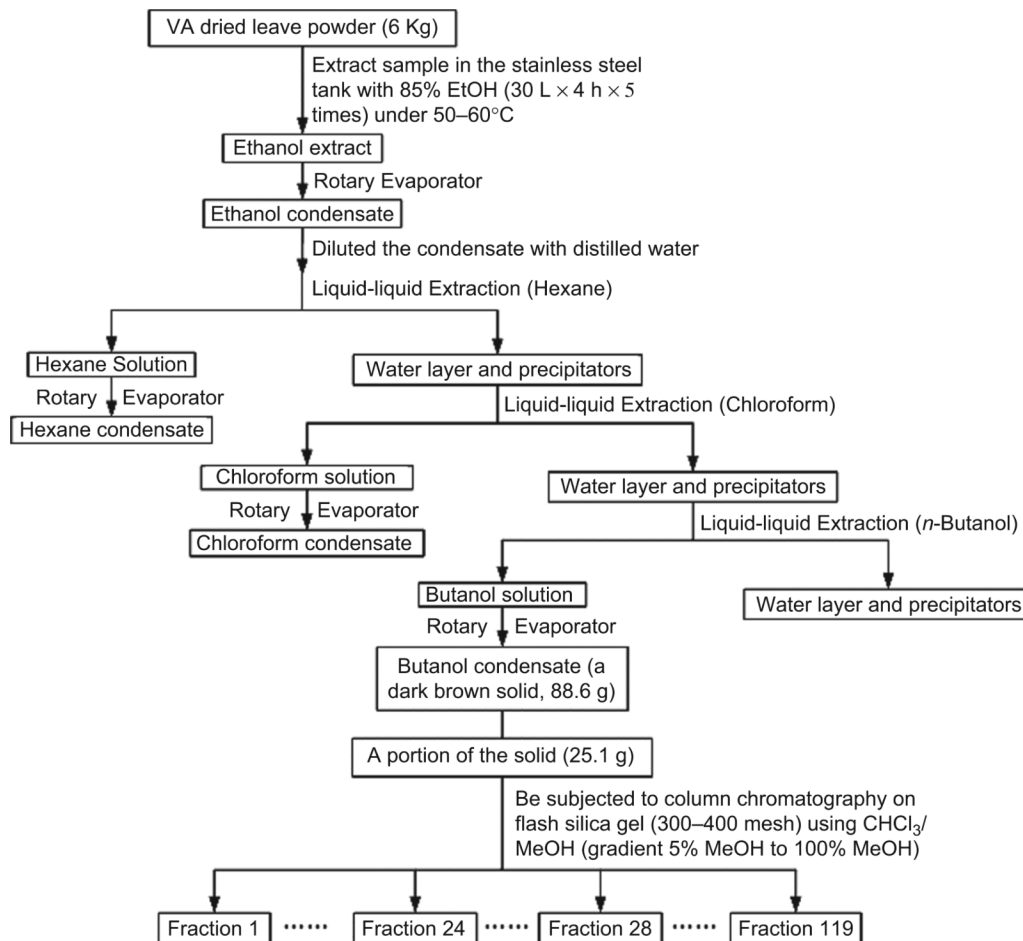 VA dried leave powder (6 Kg)
Extract sample in the stainless steel
tank with 85% EtOH (30 L × 4 h × 5
times) under 50–60°C
Ethanol extract
Rotary Evaporator
Ethanol condensate
Diluted the condensate with distilled water
Liquid-liquid Extraction (Hexane)
Hexane Solution
Water layer and precipitators
Rotary Evaporator
Hexane condensate
Liquid-liquid Extraction (Chloroform)
Chloroform solution
Water layer and precipitators
Rotary Evaporator
Chloroform condensate
Liquid-liquid Extraction (n-Butanol)
Butanol solution
Water layer and precipitators
Rotary Evaporator
Butanol condensate (a
dark brown solid, 88.6 g)
A portion of the solid (25.1 g)
Be subjected to column chromatography on
flash silica gel (300–400 mesh) using CHCl₃/
MeOH (gradient 5% MeOH to 100% MeOH)
Fraction 1 ······ Fraction 24 ······ Fraction 28 ······ Fraction 119